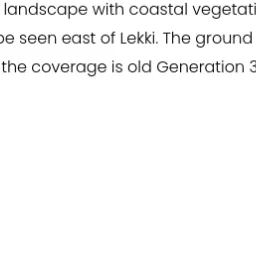 landscape with coastal vegetati
be seen east of Lekki. The ground
the coverage is old Generation 3